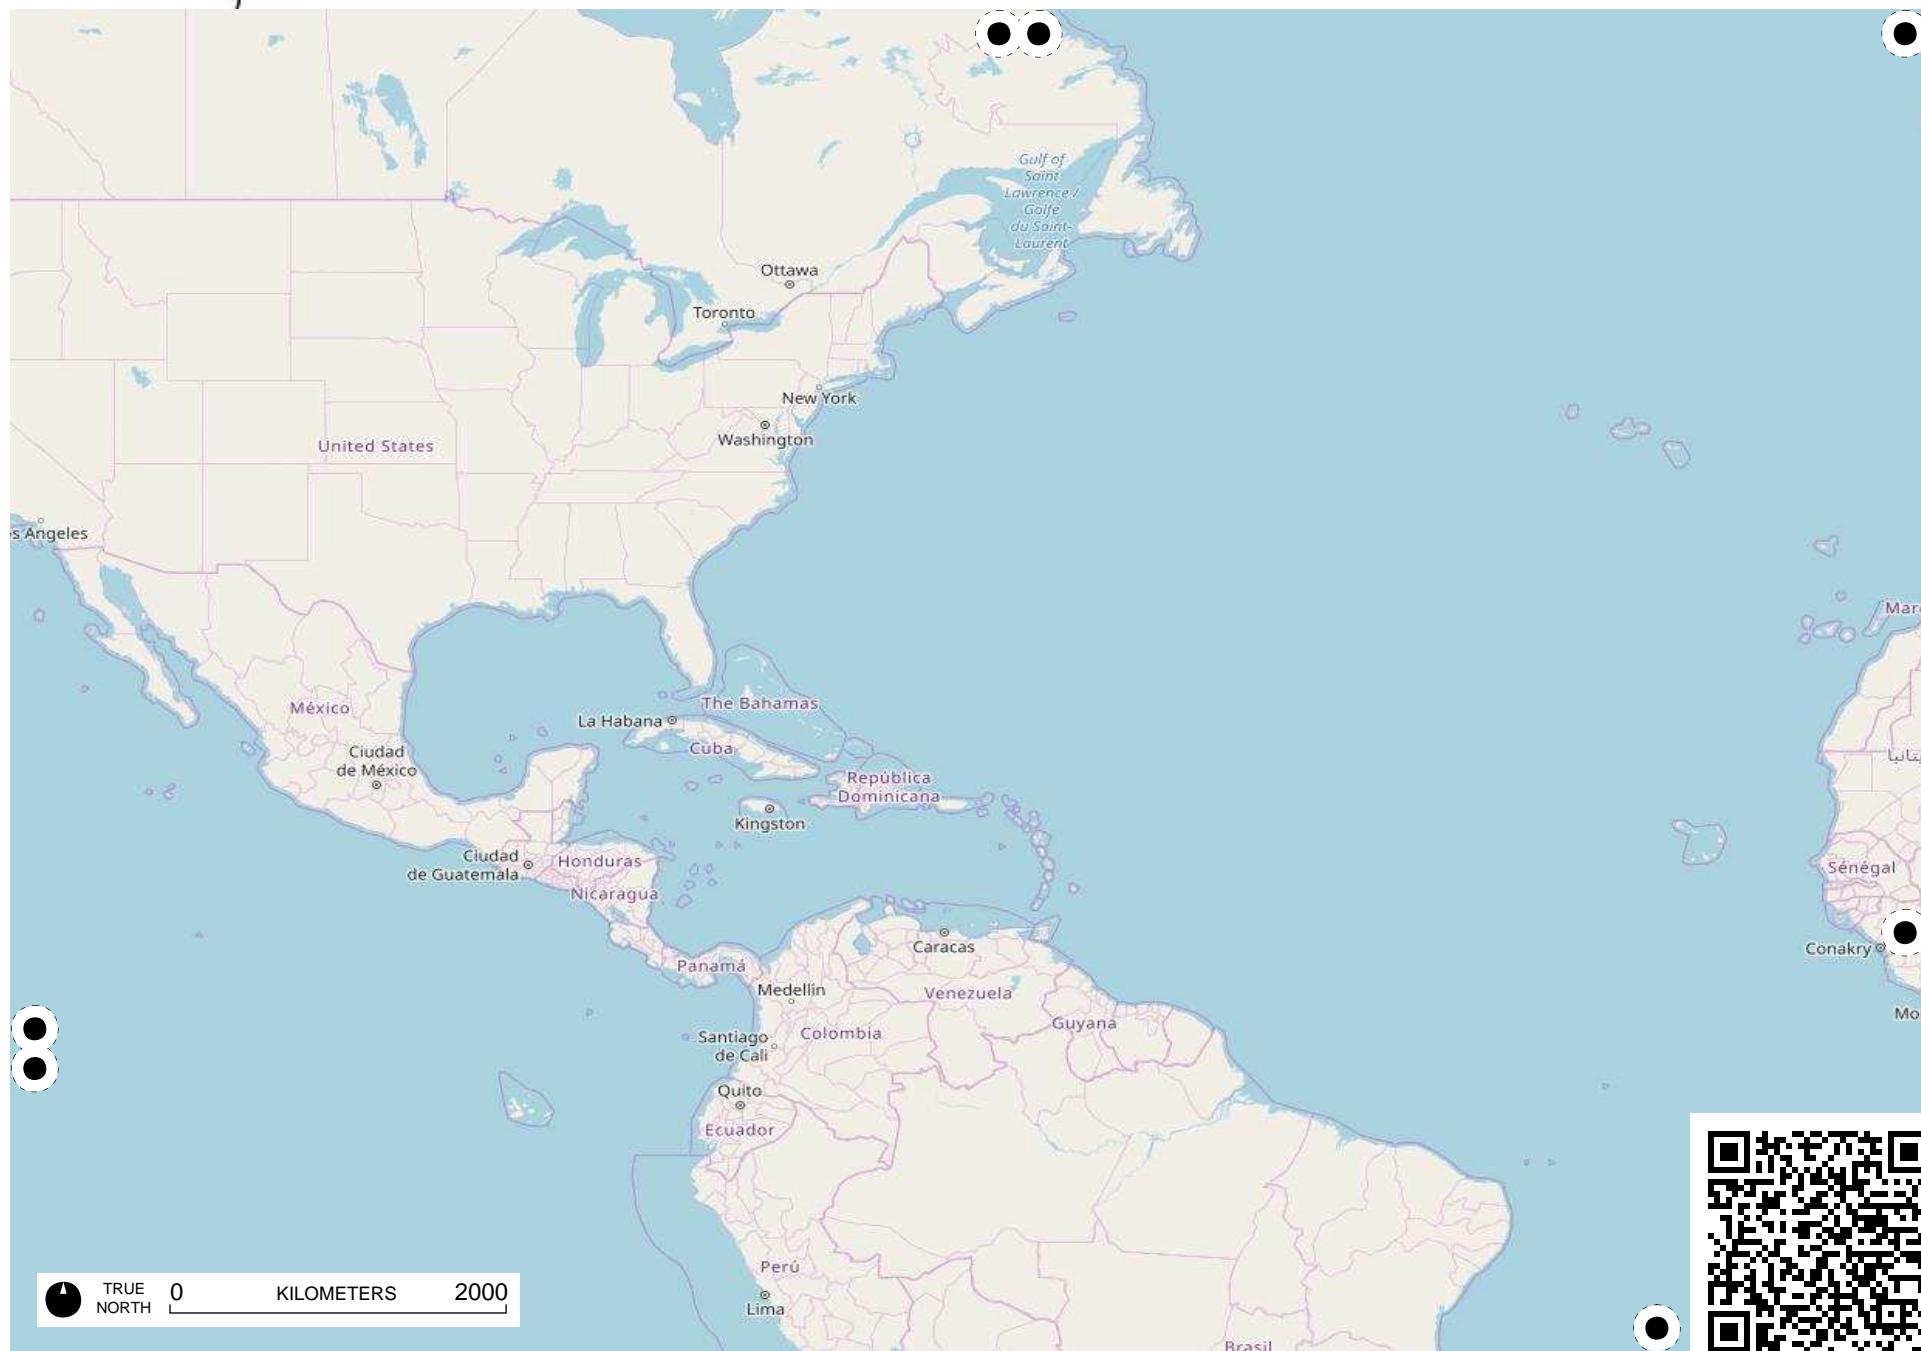 Gulf of
Saint
Lawrence /
Golfe
du Saint-
Laurent
Ottawa
Toronto
New York
Washington
United States
s Angeles
México
Ciudad
de México
La Habana
The Bahamas
Cuba
República
Dominicana
Kingston
Ciudad
de Guatemala
Honduras
Nicaragua
Panamá
Caracas
Medellín
Venezuela
Santiago
de Cali
Colombia
Guyana
Quito
Ecuador
Perú
Lima
Brasil
Sénégal
Conakry
Mo
TRUE
NORTH
0
KILOMETERS
2000